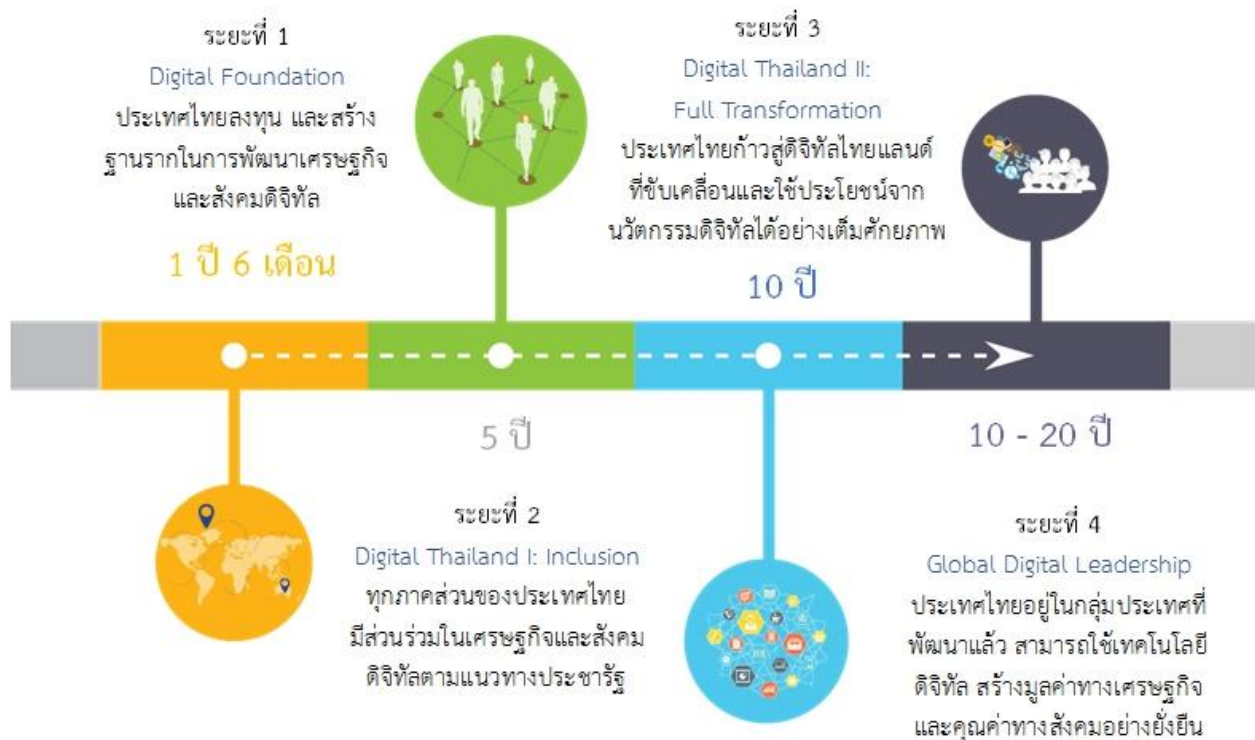 ระยะที่ 1
Digital Foundation
ประเทศไทยลงทุน และสร้าง
ฐานรากในการพัฒนาเศรษฐกิจ
และสังคมดิจิทัล
1 ปี 6 เดือน
ระยะที่ 2
Digital Thailand I: Inclusion
ทุกภาคส่วนของประเทศไทย
มีส่วนร่วมในเศรษฐกิจและสังคม
ดิจิทัลตามแนวทางประชารัฐ
5 ปี
ระยะที่ 3
Digital Thailand II:
Full Transformation
ประเทศไทยก้าวสู่ดิจิทัลไทยแลนด์
ที่ขับเคลื่อนและใช้ประโยชน์จาก
นวัตกรรมดิจิทัลได้อย่างเต็มศักยภาพ
10 ปี
10 - 20 ปี
ระยะที่ 4
Global Digital Leadership
ประเทศไทยอยู่ในกลุ่มประเทศที่
พัฒนาแล้ว สามารถใช้เทคโนโลยี
ดิจิทัล สร้างมูลค่าทางเศรษฐกิจ
และคุณค่าทางสังคมอย่างยั่งยืน